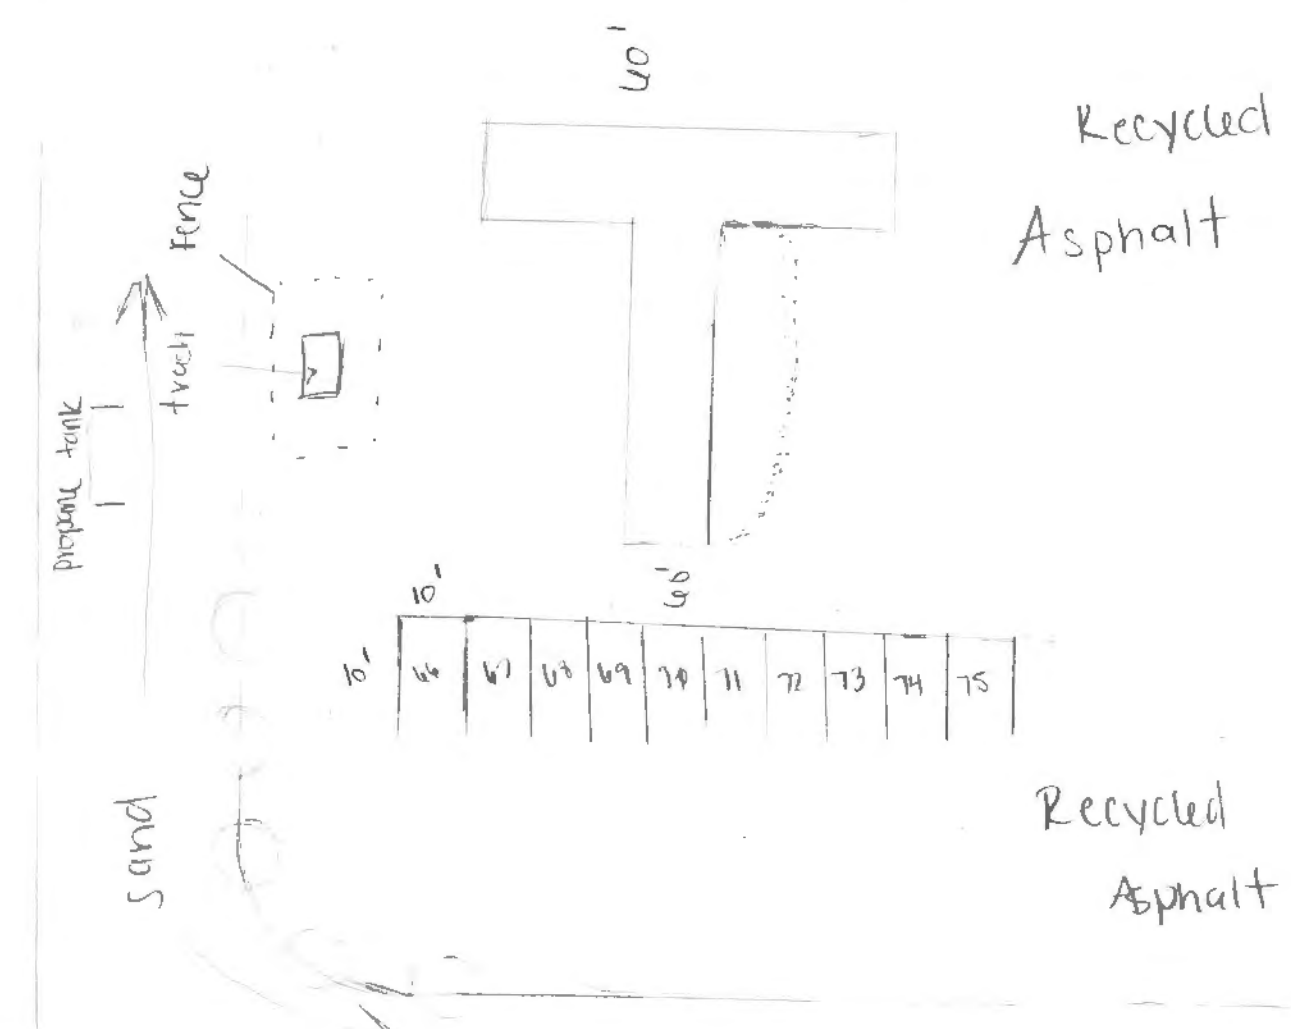 60'
Recycled
Asphalt
fence
trash
propane tank
60'
10'
10'
66 67 68 69 70 71 72 73 74 75
sand
Recycled
Asphalt